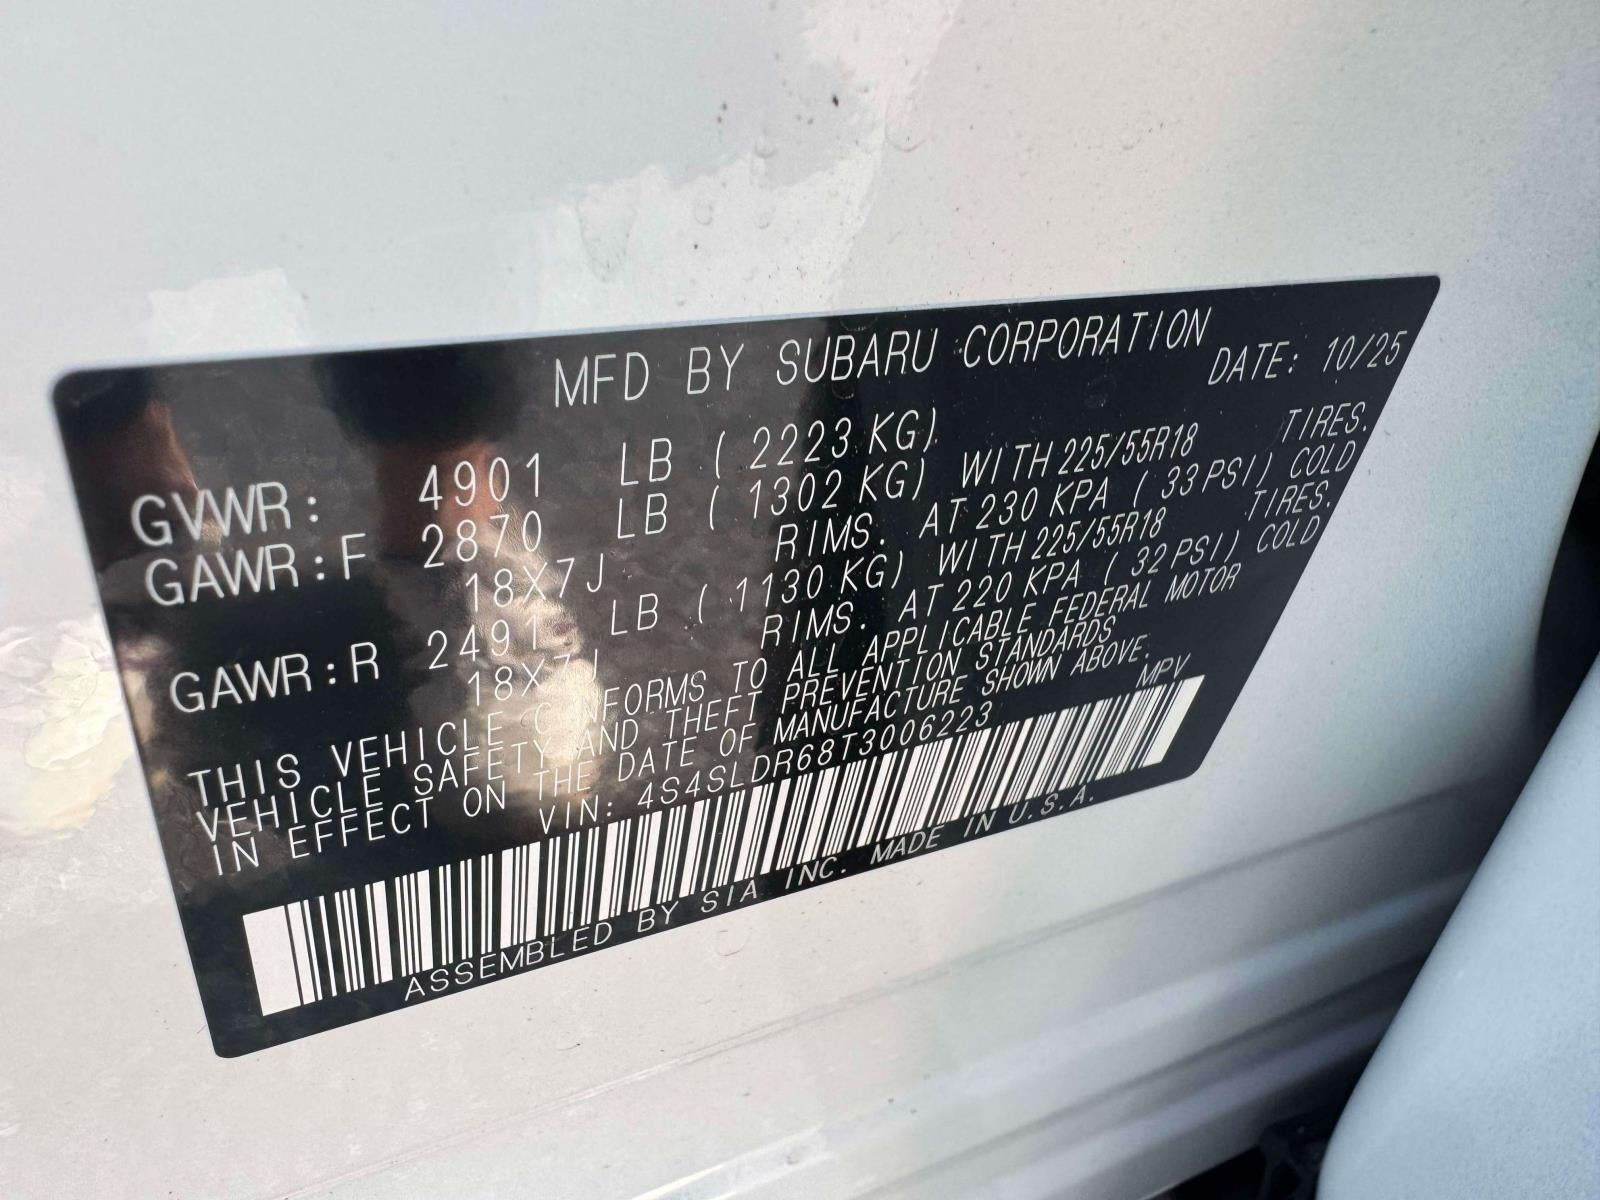 MFD BY SUBARU CORPORATION
DATE: 10/25
GVWR: 4901 LB ( 2223 KG)
GAWR:F 2870 LB ( 1302 KG) WITH 225/55R18 TIRES.
18X7J RIMS. AT 230 KPA ( 33 PSI) COLD
GAWR:R 2491 LB ( 1130 KG) WITH 225/55R18 TIRES.
18X7J RIMS. AT 220 KPA ( 32 PSI) COLD
THIS VEHICLE CONFORMS TO ALL APPLICABLE FEDERAL MOTOR
VEHICLE SAFETY AND THEFT PREVENTION STANDARDS
IN EFFECT ON THE DATE OF MANUFACTURE SHOWN ABOVE.
VIN: 4S4SLDR68T3006223 MPV
ASSEMBLED BY SIA INC. MADE IN U.S.A.